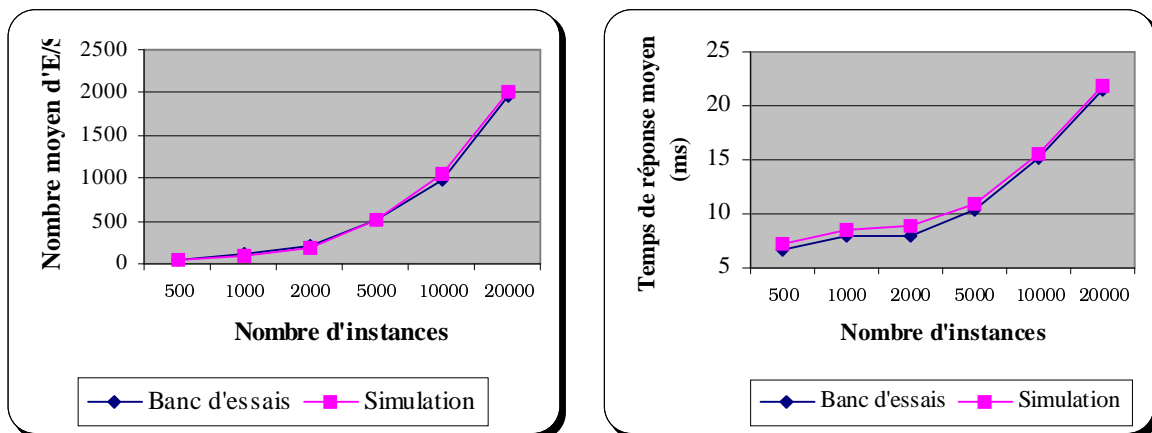 Nombre moyen d'E/S
2500
2000
1500
1000
500
0
500 1000 2000 5000 10000 20000
Nombre d'instances
Banc d'essais Simulation
Temps de réponse moyen
(ms)
25
20
15
10
5
500 1000 2000 5000 10000 20000
Nombre d'instances
Banc d'essais Simulation